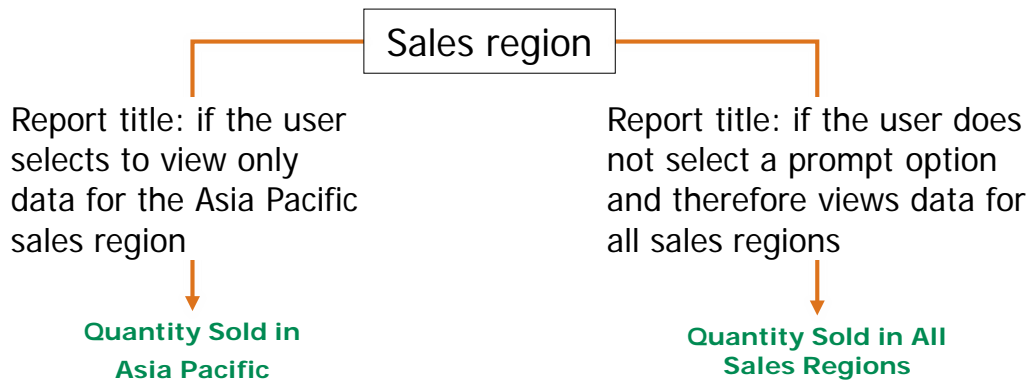 Sales region
Report title: if the user
selects to view only
data for the Asia Pacific
sales region
Quantity Sold in
Asia Pacific
Report title: if the user does
not select a prompt option
and therefore views data for
all sales regions
Quantity Sold in All
Sales Regions